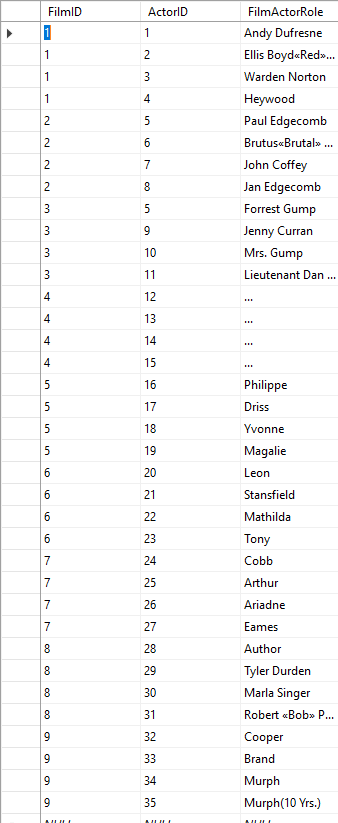 FilmID ActorID FilmActorRole
1 1 Andy Dufresne
1 2 Ellis Boyd«Red»...
1 3 Warden Norton
1 4 Heywood
2 5 Paul Edgecomb
2 6 Brutus«Brutal» ...
2 7 John Coffey
2 8 Jan Edgecomb
3 5 Forrest Gump
3 9 Jenny Curran
3 10 Mrs. Gump
3 11 Lieutenant Dan ...
4 12 ...
4 13 ...
4 14 ...
4 15 ...
5 16 Philippe
5 17 Driss
5 18 Yvonne
5 19 Magalie
6 20 Leon
6 21 Stansfield
6 22 Mathilda
6 23 Tony
7 24 Cobb
7 25 Arthur
7 26 Ariadne
7 27 Eames
8 28 Author
8 29 Tyler Durden
8 30 Marla Singer
8 31 Robert «Bob» P...
9 32 Cooper
9 33 Brand
9 34 Murph
9 35 Murph(10 Yrs.)
NULL NULL NULL